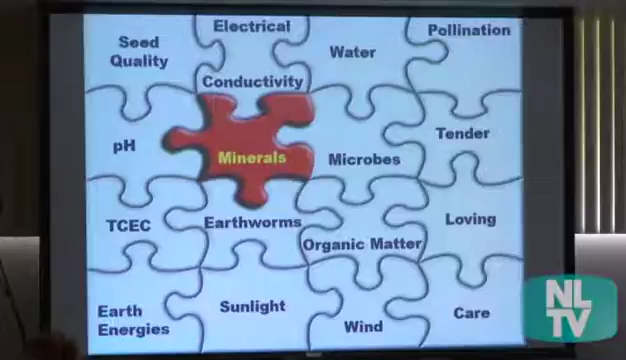 Seed
Quality
Electrical
Conductivity
Water
Pollination
pH
Minerals
Microbes
Tender
TCEC
Earthworms
Organic Matter
Loving
Earth
Energies
Sunlight
Wind
Care
NL
TV